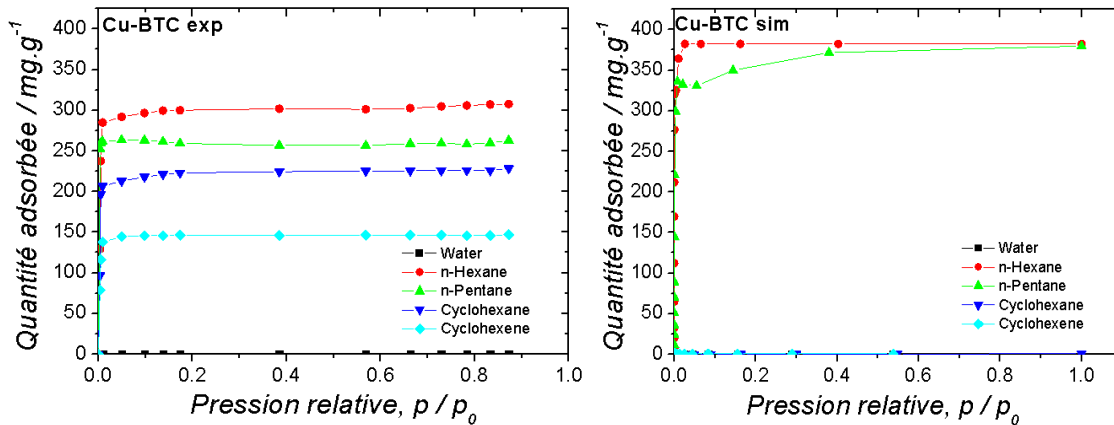 Cu-BTC exp
Quantité adsorbée / mg.g⁻¹
400
350
300
250
200
150
100
50
0
Water
n-Hexane
n-Pentane
Cyclohexane
Cyclohexene
0.0 0.2 0.4 0.6 0.8 1.0
Pression relative, p / p₀
Cu-BTC sim
Quantité adsorbée / mg.g⁻¹
400
350
300
250
200
150
100
50
0
Water
n-Hexane
n-Pentane
Cyclohexane
Cyclohexene
0.0 0.2 0.4 0.6 0.8 1.0
Pression relative, p / p₀